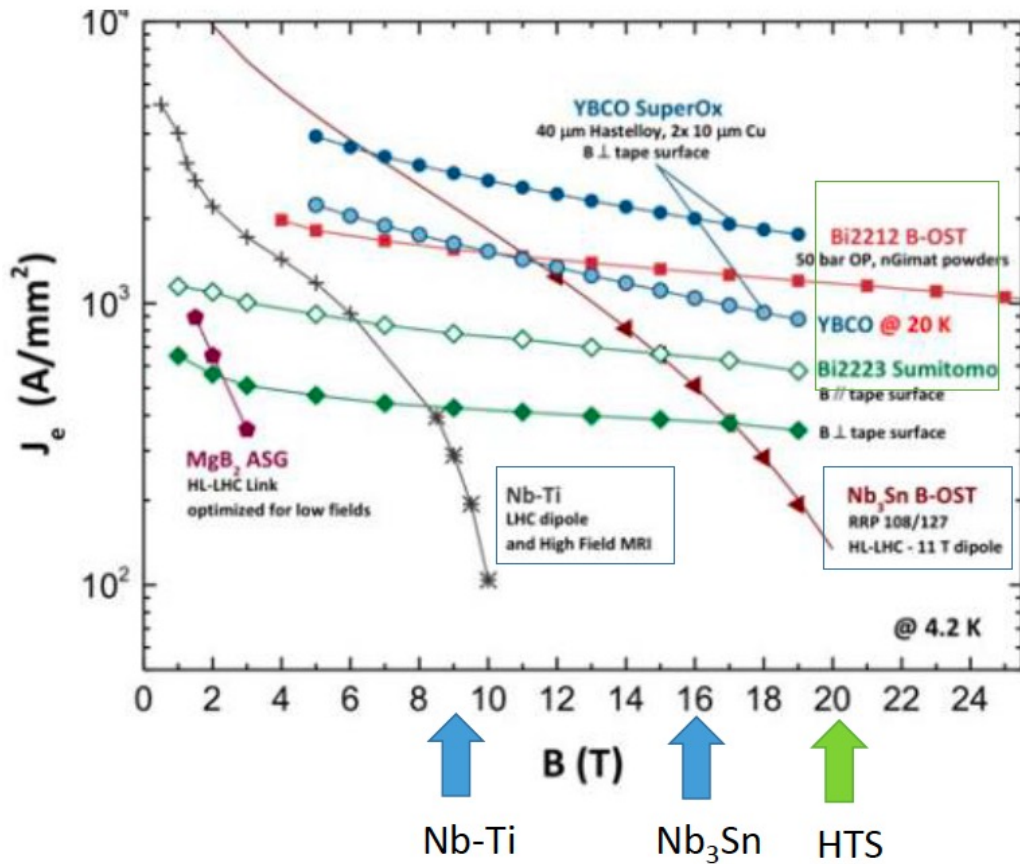 10⁴
YBCO SuperOx
40 µm Hastelloy, 2x 10 µm Cu
B ⊥ tape surface
Bi2212 B-OST
50 bar OP, nGimat powders
10³
YBCO @ 20 K
Bi2223 Sumitomo
B // tape surface
B ⊥ tape surface
Jₑ (A/mm²)
MgB₂ ASG
HL-LHC Link
optimized for low fields
Nb-Ti
LHC dipole
and High Field MRI
Nb₃Sn B-OST
RRP 108/127
HL-LHC - 11 T dipole
10²
@ 4.2 K
0 2 4 6 8 10 12 14 16 18 20 22 24
B (T)
Nb-Ti
Nb₃Sn
HTS